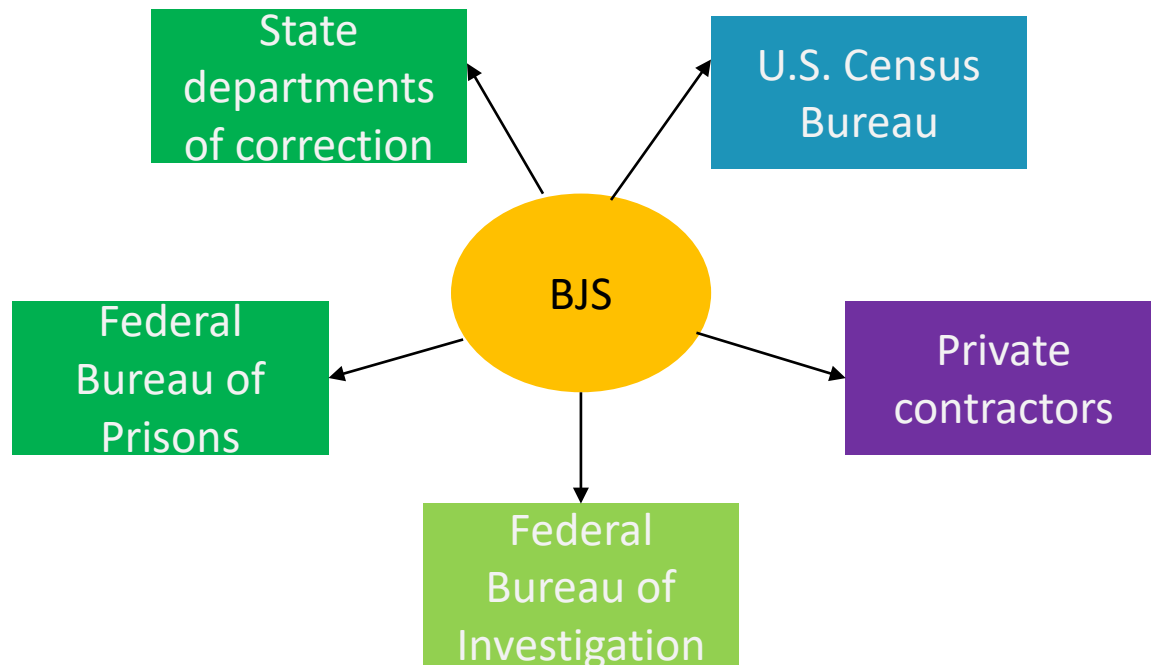 State
departments
of correction
U.S. Census
Bureau
BJS
Federal
Bureau of
Prisons
Private
contractors
Federal
Bureau of
Investigation